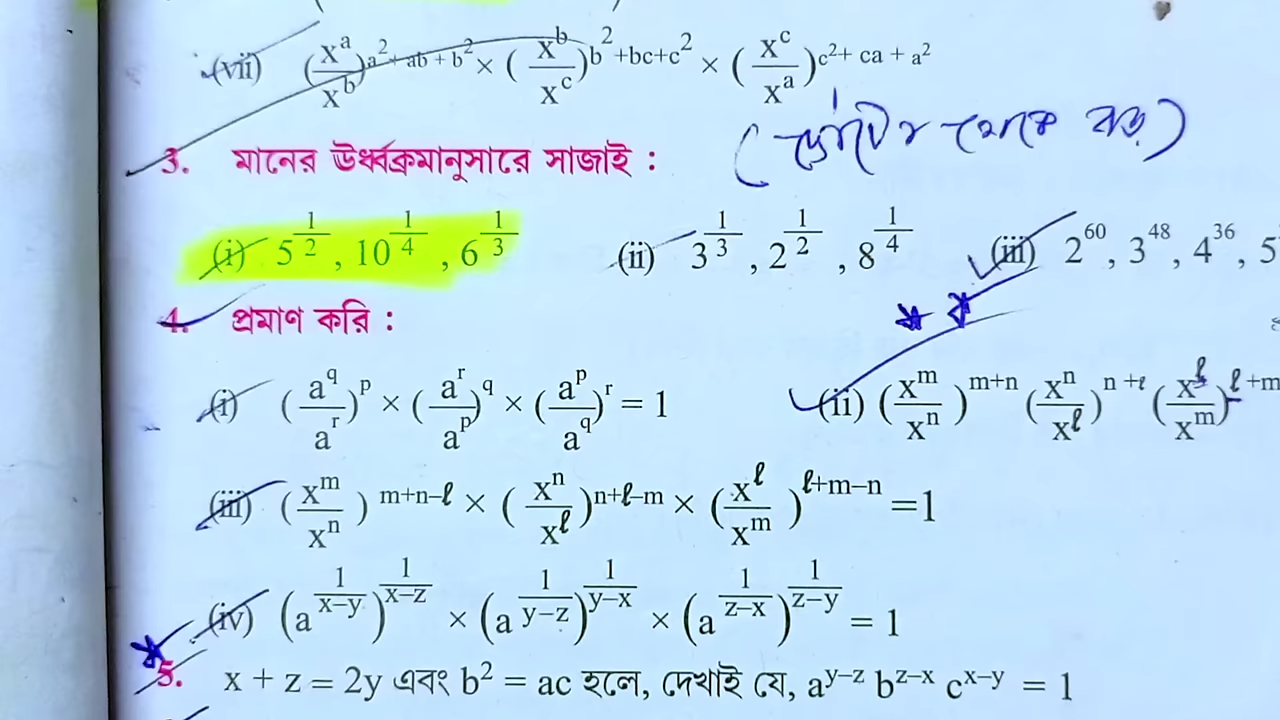 (vii) (x^a/x^b)^(a²+ ab + b²) × (x^b/x^c)^(b²+bc+c²) × (x^c/x^a)^(c²+ ca + a²)
(ছোটো থেকে বড়)
3. মানের ঊর্ধ্বক্রমানুসারে সাজাই :
(i) 5^(1/2), 10^(1/4), 6^(1/3) (ii) 3^(1/3), 2^(1/2), 8^(1/4) (iii) 2^60, 3^48, 4^36, 5
4. প্রমাণ করি :
(i) (a^q/a^r)^p × (a^r/a^p)^q × (a^p/a^q)^r = 1 (ii) (x^m/x^n)^(m+n) (x^n/x^ℓ)^(n+ℓ) (x^ℓ/x^m)^(ℓ+m
(iii) (x^m/x^n)^(m+n–ℓ) × (x^n/x^ℓ)^(n+ℓ–m) × (x^ℓ/x^m)^(ℓ+m–n) =1
(iv) (a^(1/(x–y)))^(1/(x–z)) × (a^(1/(y–z)))^(1/(y–x)) × (a^(1/(z–x)))^(1/(z–y)) = 1
5. x + z = 2y এবং b² = ac হলে, দেখাই যে, a^(y–z) b^(z–x) c^(x–y) = 1